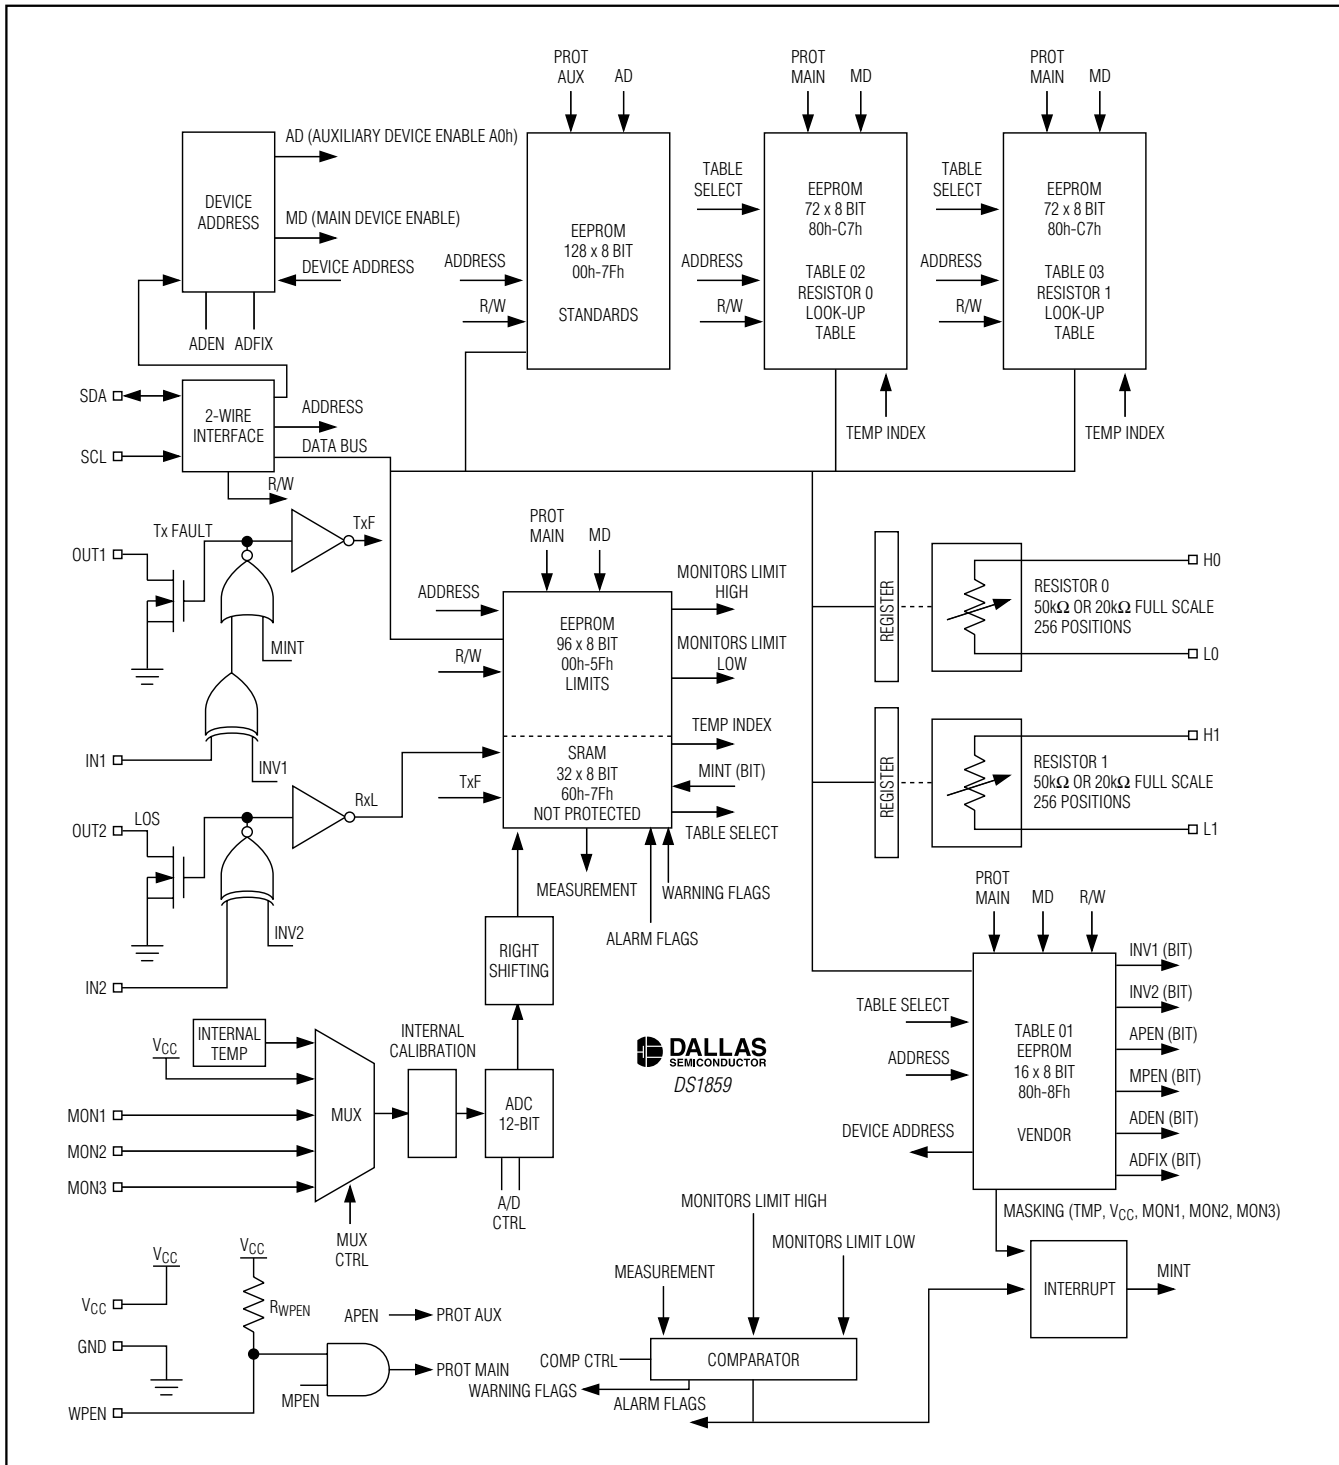 PROT
AUX
AD
PROT
MAIN
MD
PROT
MAIN
MD
AD (AUXILIARY DEVICE ENABLE A0h)
DEVICE
ADDRESS
MD (MAIN DEVICE ENABLE)
DEVICE ADDRESS
ADEN
ADFIX
ADDRESS
R/W
EEPROM
128 x 8 BIT
00h-7Fh
STANDARDS
TABLE
SELECT
ADDRESS
R/W
EEPROM
72 x 8 BIT
80h-C7h
TABLE 02
RESISTOR 0
LOOK-UP
TABLE
TEMP INDEX
TABLE
SELECT
ADDRESS
R/W
EEPROM
72 x 8 BIT
80h-C7h
TABLE 03
RESISTOR 1
LOOK-UP
TABLE
TEMP INDEX
SDA
SCL
2-WIRE
INTERFACE
ADDRESS
DATA BUS
R/W
Tx FAULT
TxF
OUT1
MINT
IN1
INV1
RxL
LOS
OUT2
INV2
IN2
PROT
MAIN
MD
ADDRESS
R/W
TxF
EEPROM
96 x 8 BIT
00h-5Fh
LIMITS
SRAM
32 x 8 BIT
60h-7Fh
NOT PROTECTED
MONITORS LIMIT
HIGH
MONITORS LIMIT
LOW
TEMP INDEX
MINT (BIT)
TABLE SELECT
MEASUREMENT
WARNING FLAGS
ALARM FLAGS
REGISTER
RESISTOR 0
50kΩ OR 20kΩ FULL SCALE
256 POSITIONS
H0
L0
REGISTER
RESISTOR 1
50kΩ OR 20kΩ FULL SCALE
256 POSITIONS
H1
L1
RIGHT
SHIFTING
INTERNAL
TEMP
VCC
MON1
MON2
MON3
MUX
MUX
CTRL
INTERNAL
CALIBRATION
ADC
12-BIT
A/D
CTRL
DALLAS
SEMICONDUCTOR
DS1859
PROT
MAIN
MD
R/W
TABLE SELECT
ADDRESS
DEVICE ADDRESS
TABLE 01
EEPROM
16 x 8 BIT
80h-8Fh
VENDOR
INV1 (BIT)
INV2 (BIT)
APEN (BIT)
MPEN (BIT)
ADEN (BIT)
ADFIX (BIT)
MASKING (TMP, VCC, MON1, MON2, MON3)
INTERRUPT
MINT
MONITORS LIMIT HIGH
MONITORS LIMIT LOW
MEASUREMENT
COMP CTRL
COMPARATOR
WARNING FLAGS
ALARM FLAGS
VCC
VCC
VCC
GND
WPEN
RWPEN
APEN
PROT AUX
PROT MAIN
MPEN